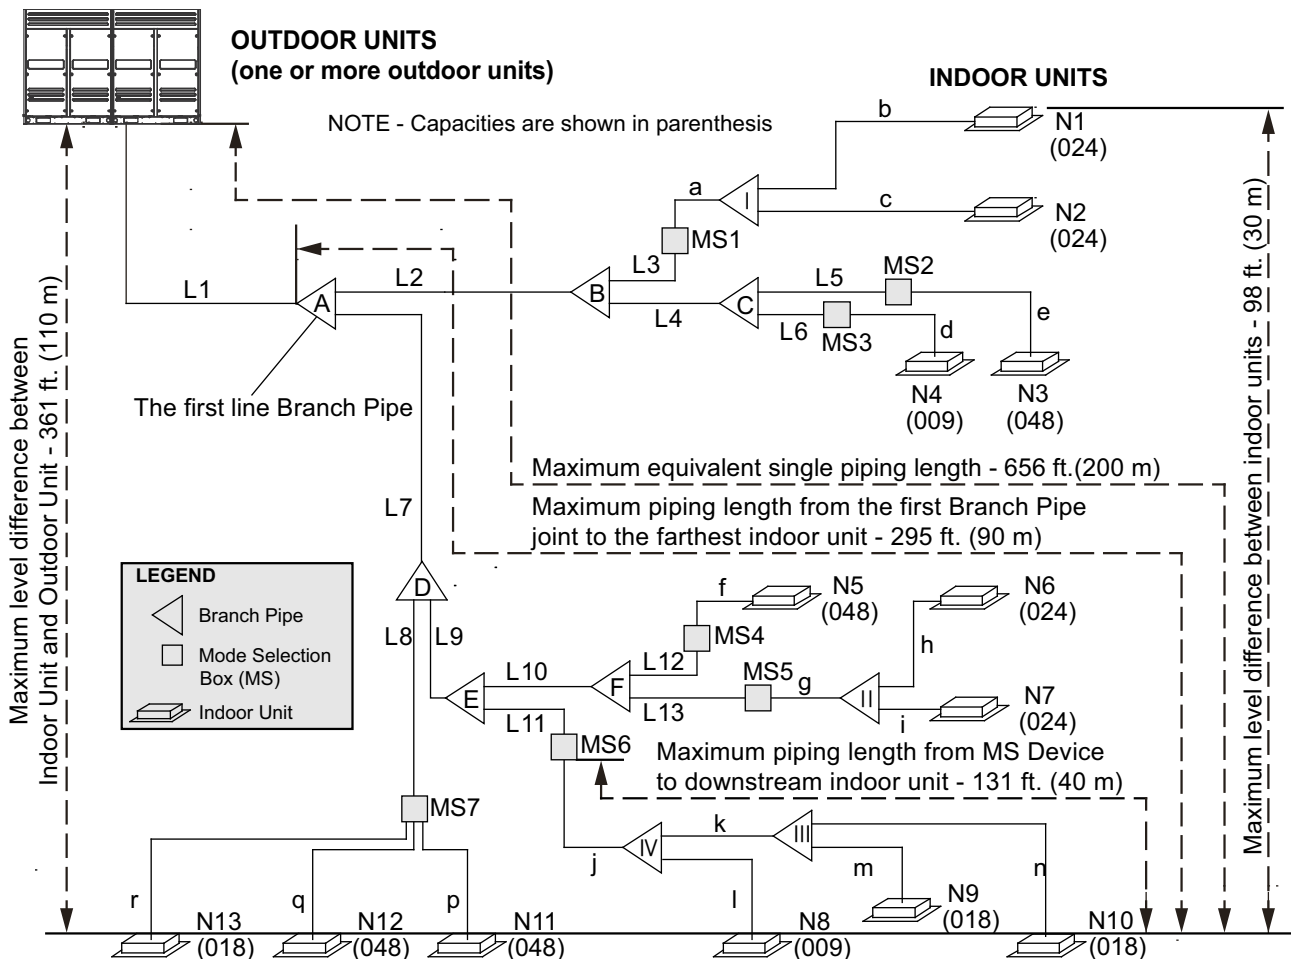 OUTDOOR UNITS
(one or more outdoor units)
INDOOR UNITS
NOTE - Capacities are shown in parenthesis
b
N1
(024)
a
I
c
N2
(024)
MS1
L3
L1
A
L2
B
L4
C
L5
MS2
L6
MS3
d
e
N4
(009)
N3
(048)
The first line Branch Pipe
Maximum level difference between
Indoor Unit and Outdoor Unit - 361 ft. (110 m)
Maximum level difference between indoor units - 98 ft. (30 m)
Maximum equivalent single piping length - 656 ft.(200 m)
L7
Maximum piping length from the first Branch Pipe
joint to the farthest indoor unit - 295 ft. (90 m)
LEGEND
Branch Pipe
Mode Selection
Box (MS)
Indoor Unit
D
L8
L9
f
N5
(048)
N6
(024)
MS4
h
L10
F
L12
MS5
g
E
L11
L13
II
i
N7
(024)
MS6
Maximum piping length from MS Device
to downstream indoor unit - 131 ft. (40 m)
MS7
k
III
j
IV
m
n
r
q
p
l
N13
(018)
N12
(048)
N11
(048)
N8
(009)
N9
(018)
N10
(018)